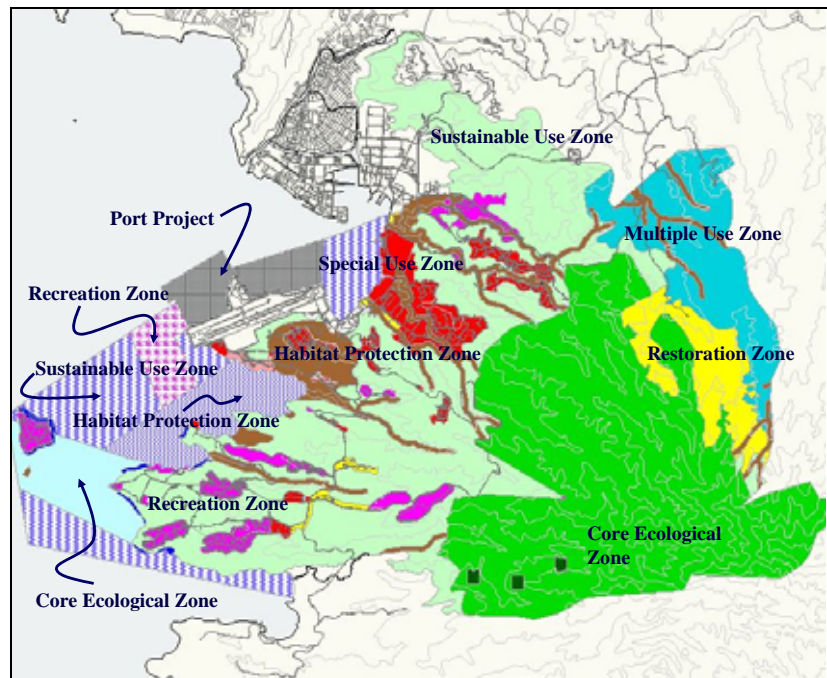 Sustainable Use Zone
Port Project
Multiple Use Zone
Special Use Zone
Recreation Zone
Habitat Protection Zone
Restoration Zone
Sustainable Use Zone
Habitat Protection Zone
Recreation Zone
Core Ecological
Zone
Core Ecological Zone